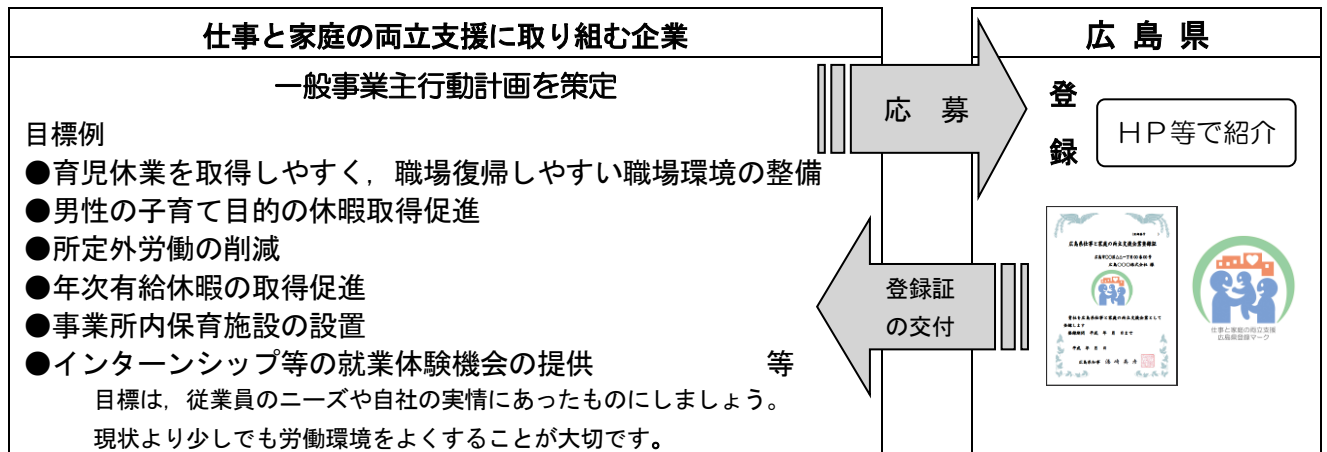 仕事と家庭の両立支援に取り組む企業
一般事業主行動計画を策定
目標例
●育児休業を取得しやすく，職場復帰しやすい職場環境の整備
●男性の子育て目的の休暇取得促進
●所定外労働の削減
●年次有給休暇の取得促進
●事業所内保育施設の設置
●インターンシップ等の就業体験機会の提供　　　　　　等
目標は，従業員のニーズや自社の実情にあったものにしましょう。
現状より少しでも労働環境をよくすることが大切です。
応　募
登録証
の交付
広 島 県
登
録
ＨＰ等で紹介
広島県仕事と家庭の両立支援企業登録証
仕事と家庭の両立支援
広島県登録マーク